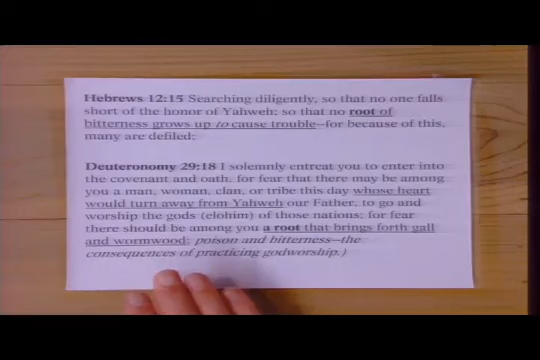 Hebrews 12:15 Searching diligently, so that no one falls
short of the honor of Yahweh; so that no root of
bitterness grows up to cause trouble–for because of this,
many are defiled;
Deuteronomy 29:18 I solemnly entreat you to enter into
the covenant and oath, for fear that there may be among
you a man, woman, clan, or tribe this day whose heart
would turn away from Yahweh our Father, to go and
worship the gods (elohim) of those nations; for fear
there should be among you a root that brings forth gall
and wormwood; poison and bitterness–the
consequences of practicing godworship.)